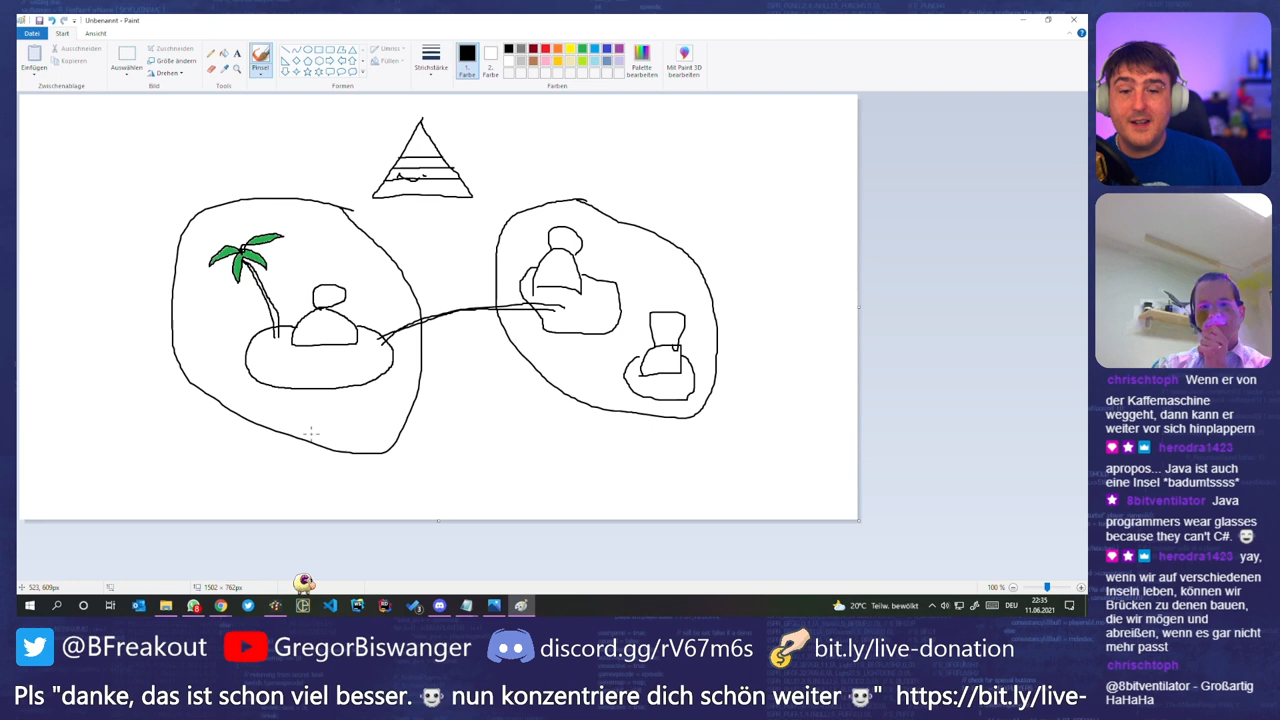 Unbenannt - Paint
Datei Start Ansicht
Einfügen
Ausschneiden
Kopieren
Zwischenablage
Auswählen
Zuschneiden
Größe ändern
Drehen
Bild
Tools
Pinsel
Formen
Umriss
Füllen
Strichstärke
1. Farbe
2. Farbe
Farben
Palette bearbeiten
Mit Paint 3D bearbeiten
523, 609px
1502 × 762px
100 %
20°C Teilw. bewölkt
DEU
22:35
11.06.2021
chrischtoph Wenn er von
der Kaffemaschine
weggeht, dann kann er
weiter vor sich hinplappern
herodra1423
apropos... Java ist auch
eine Insel *badumtssss*
8bitventilator Java
programmers wear glasses
because they can't C#.
herodra1423 yay,
wenn wir auf verschiedenen
Inseln leben, können wir
Brücken zu denen bauen,
die wir mögen und
abreißen, wenn es gar nicht
mehr passt
chrischtoph
@8bitventilator - Großartig
HaHaHa
@BFreakout GregorBiswanger discord.gg/rV67m6s bit.ly/live-donation
Pls "danke, das ist schon viel besser. nun konzentriere dich schön weiter" https://bit.ly/live-